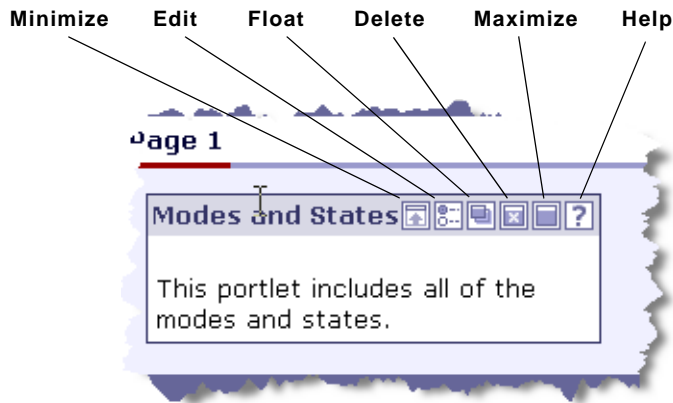 Minimize Edit Float Delete Maximize Help
Page 1
Modes and States ?
This portlet includes all of the
modes and states.